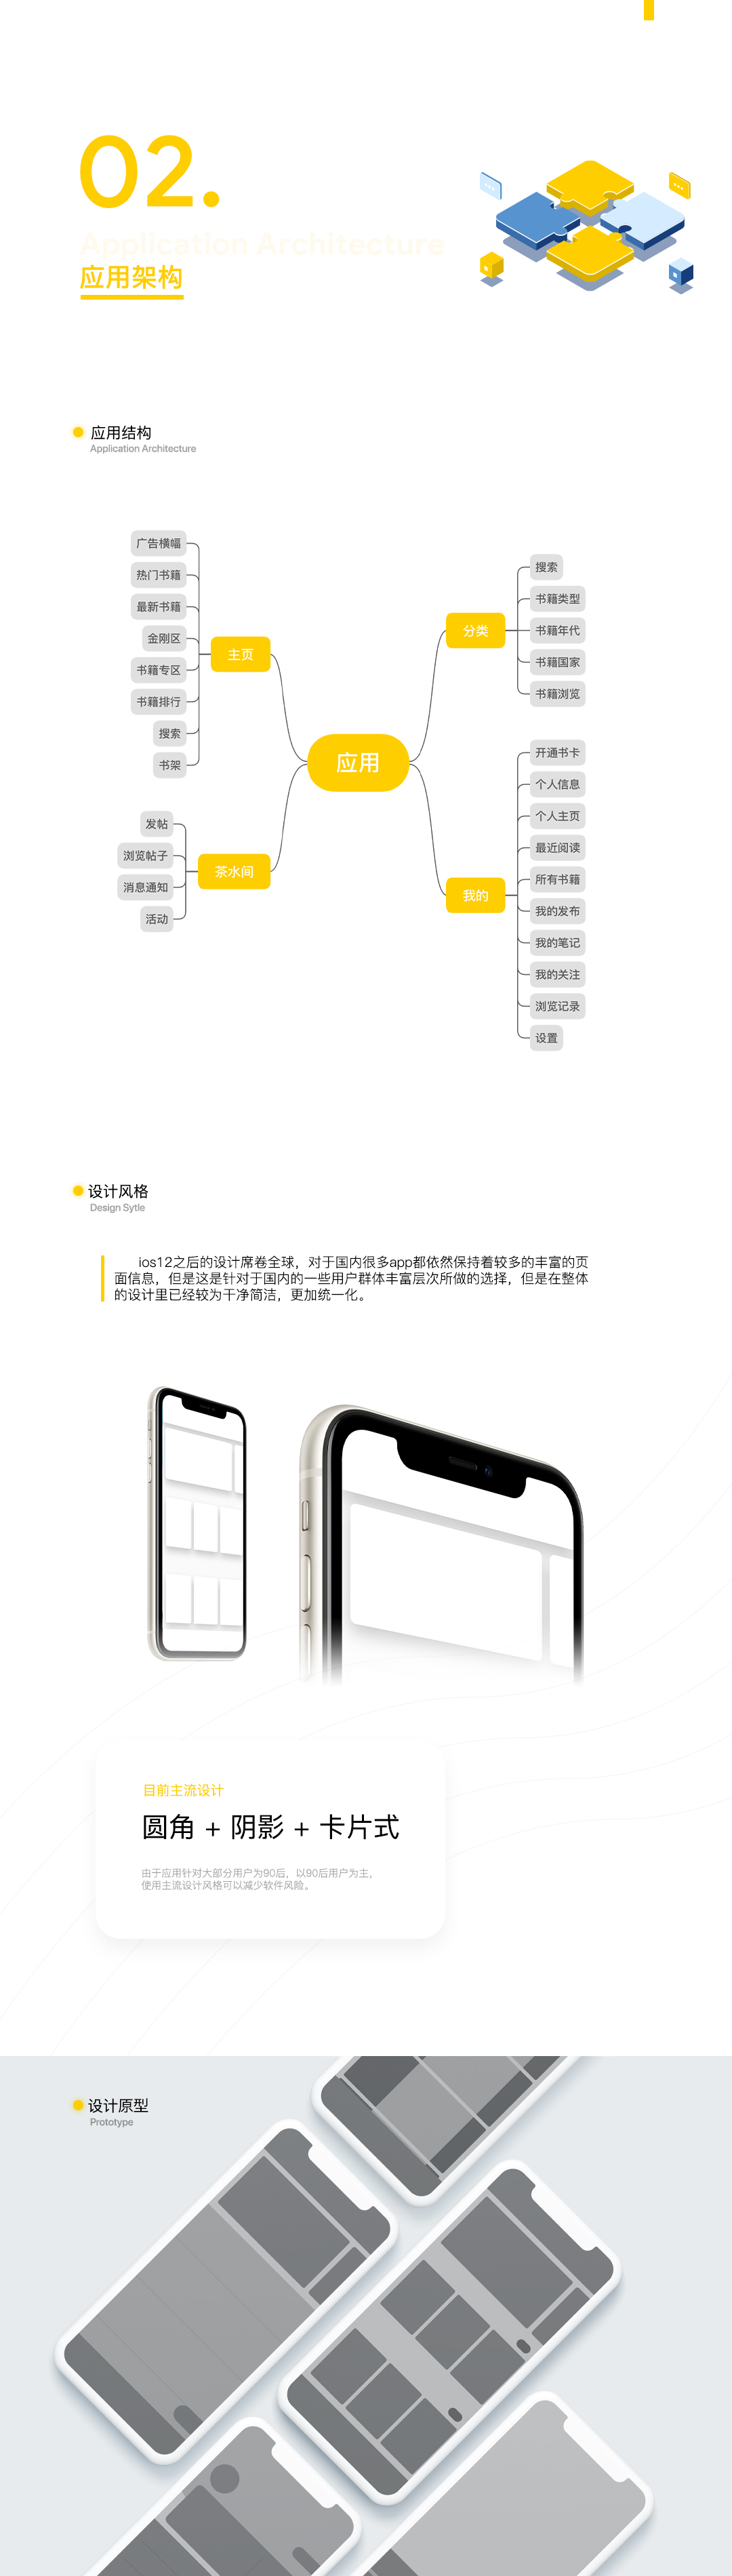 02.
Application Architecture
应用架构
应用结构
Application Architecture
广告横幅
热门书籍
最新书籍
金刚区
书籍专区
书籍排行
搜索
书架
主页
发帖
浏览帖子
消息通知
活动
茶水间
应用
分类
搜索
书籍类型
书籍年代
书籍国家
书籍浏览
我的
开通书卡
个人信息
个人主页
最近阅读
所有书籍
我的发布
我的笔记
我的关注
浏览记录
设置
设计风格
Design Sytle
ios12之后的设计席卷全球，对于国内很多app都依然保持着较多的丰富的页
面信息，但是这是针对于国内的一些用户群体丰富层次所做的选择，但是在整体
的设计里已经较为干净简洁，更加统一化。
目前主流设计
圆角 + 阴影 + 卡片式
由于应用针对大部分用户为90后，以90后用户为主，
使用主流设计风格可以减少软件风险。
设计原型
Prototype